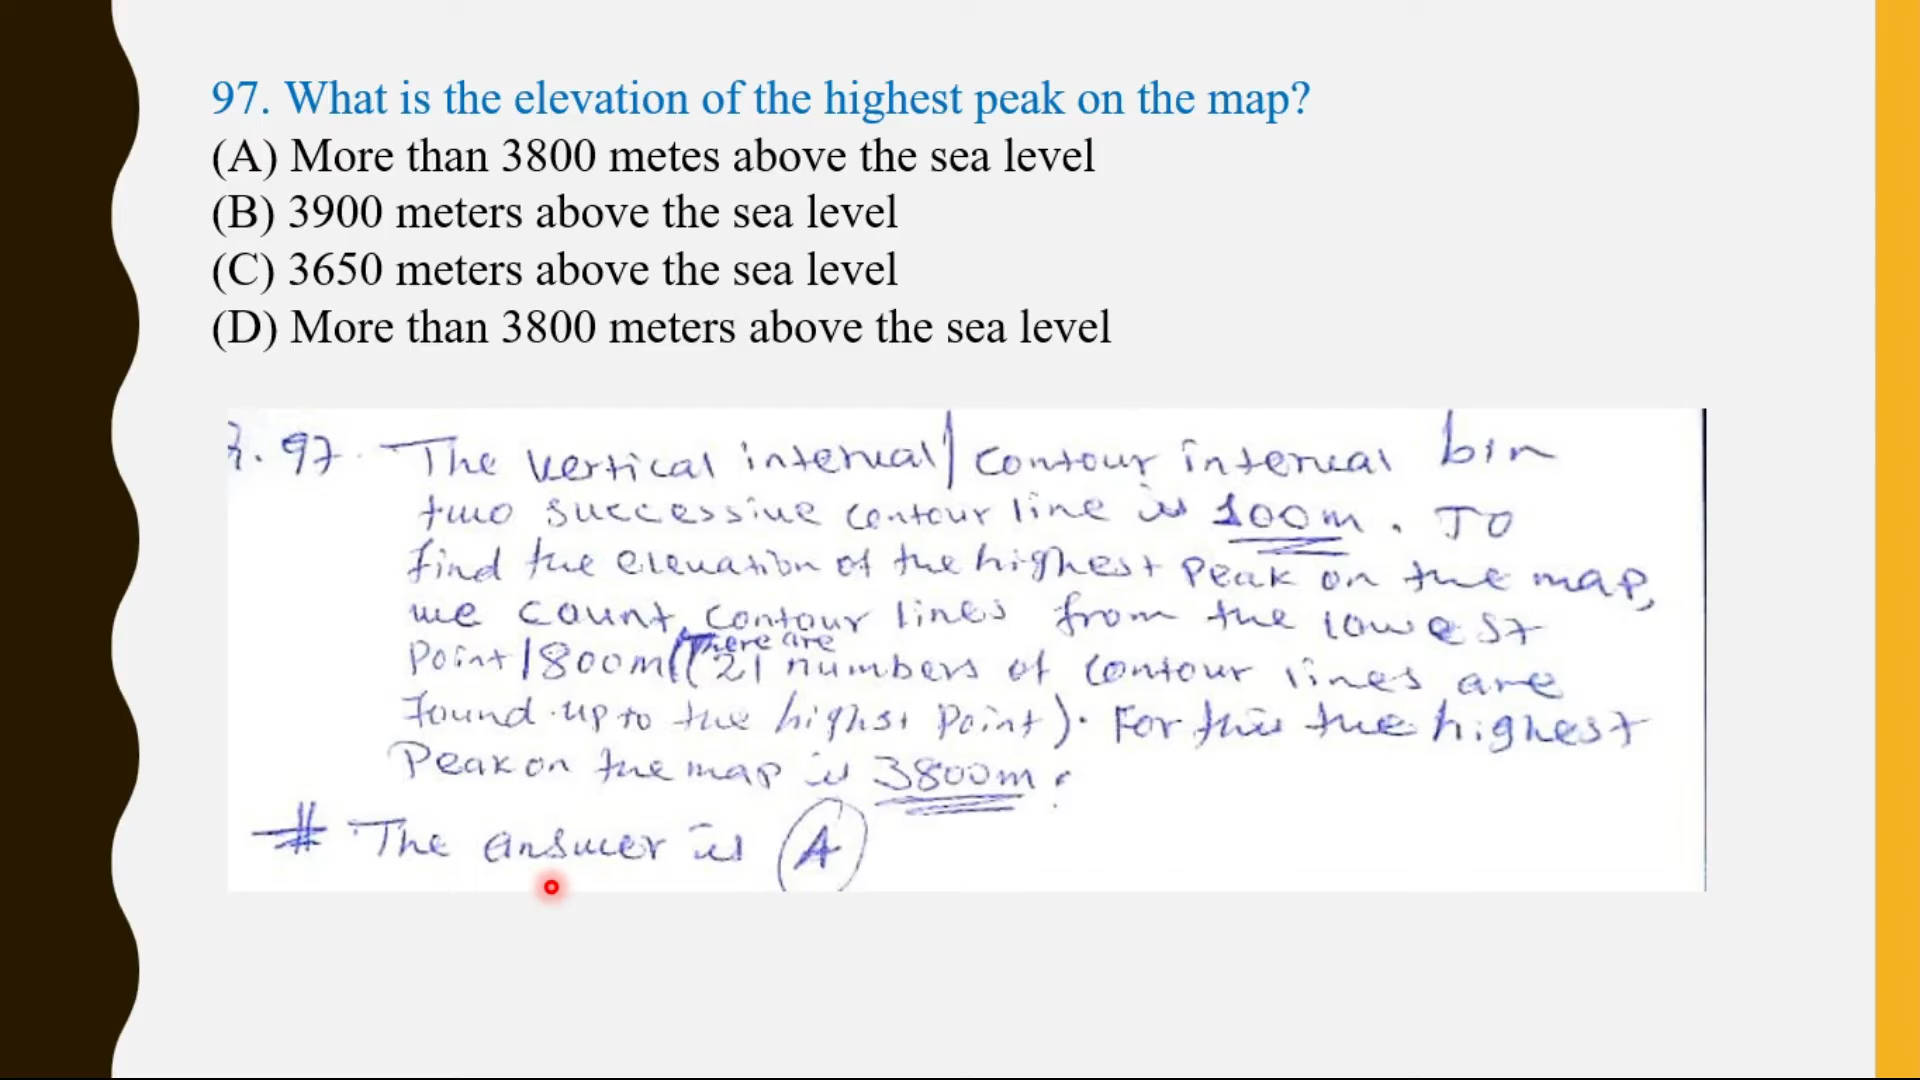 97. What is the elevation of the highest peak on the map?
(A) More than 3800 metes above the sea level
(B) 3900 meters above the sea level
(C) 3650 meters above the sea level
(D) More than 3800 meters above the sea level
97. The vertical interval/contour interval b/n
two successive contour line is 100m. To
find the elevation of the highest peak on the map,
we count contour lines from the lowest
There are
Point 1800m (21 numbers of contour lines are
found up to the highst Point). For this the highest
Peak on the map is 3800m.
# The answer is A